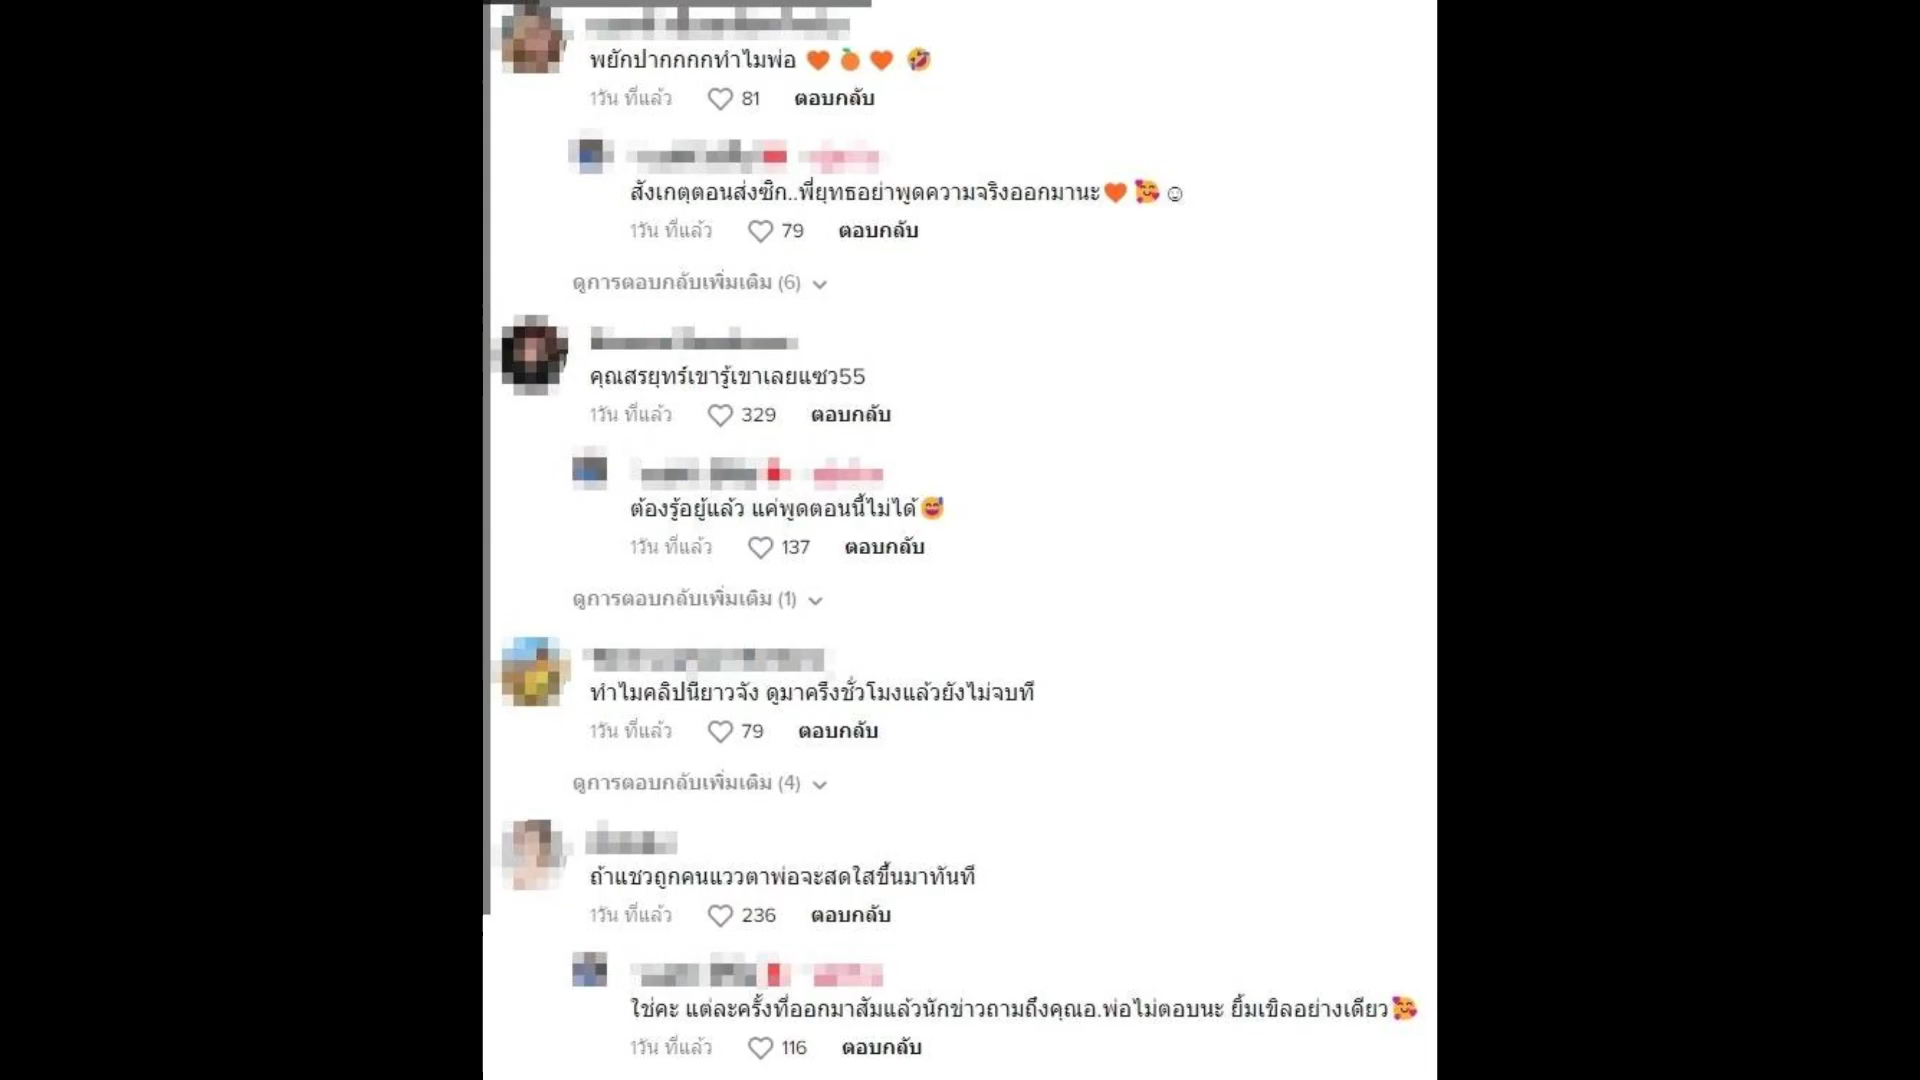 พยักปากกกกทำไมพ่อ 🧡 🍊 🧡 🤣
1วัน ที่แล้ว 81 ตอบกลับ
สังเกตุตอนส่งซิก..พี่ยุทธอย่าพูดความจริงออกมานะ🧡 🥰 ☺
1วัน ที่แล้ว 79 ตอบกลับ
ดูการตอบกลับเพิ่มเติม (6)
คุณสรยุทร์เขารู้เขาเลยแซว55
1วัน ที่แล้ว 329 ตอบกลับ
ต้องรู้อยู้แล้ว แค่พูดตอนนี้ไม่ได้😅
1วัน ที่แล้ว 137 ตอบกลับ
ดูการตอบกลับเพิ่มเติม (1)
ทำไมคลิปนี้ยาวจัง ดูมาครึ่งชั่วโมงแล้วยังไม่จบที
1วัน ที่แล้ว 79 ตอบกลับ
ดูการตอบกลับเพิ่มเติม (4)
ถ้าแซวถูกคนแววตาพ่อจะสดใสขึ้นมาทันที
1วัน ที่แล้ว 236 ตอบกลับ
ใช่คะ แต่ละครั้งที่ออกมาสัมแล้วนักข่าวถามถึงคุณอ.พ่อไม่ตอบนะ ยิ้มเขิลอย่างเดียว🥰
1วัน ที่แล้ว 116 ตอบกลับ